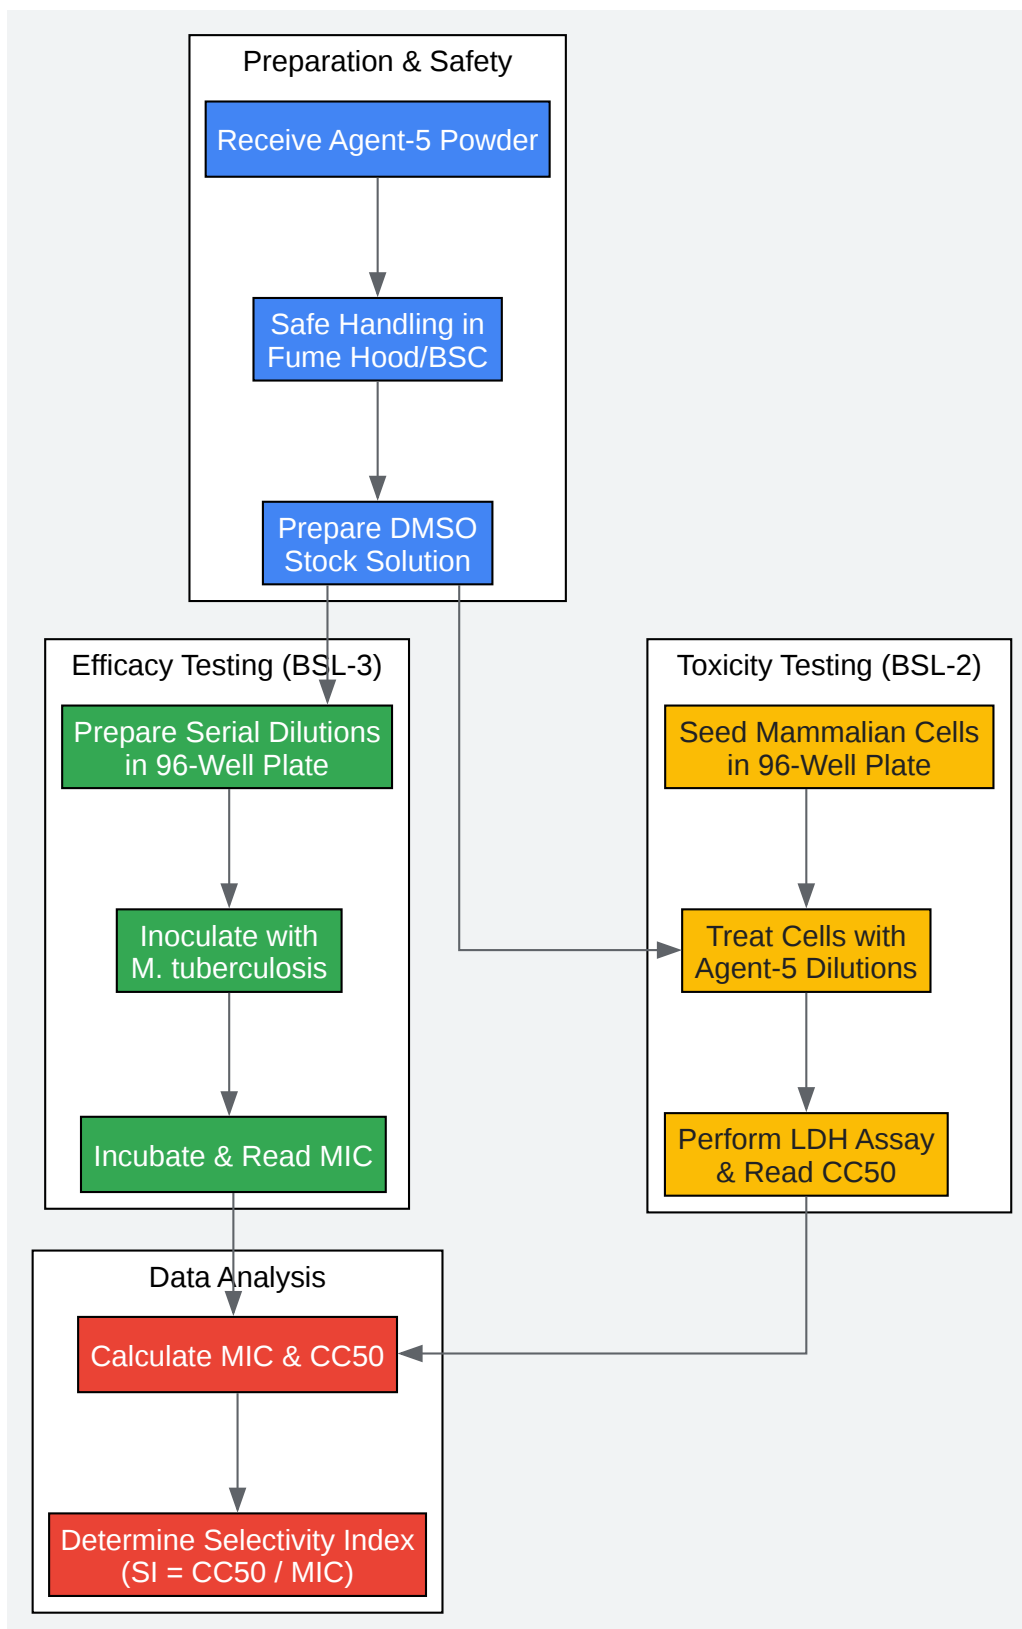 Preparation & Safety
Receive Agent-5 Powder
Safe Handling in
Fume Hood/BSC
Prepare DMSO
Stock Solution
Efficacy Testing (BSL-3)
Prepare Serial Dilutions
in 96-Well Plate
Inoculate with
M. tuberculosis
Incubate & Read MIC
Toxicity Testing (BSL-2)
Seed Mammalian Cells
in 96-Well Plate
Treat Cells with
Agent-5 Dilutions
Perform LDH Assay
& Read CC50
Data Analysis
Calculate MIC & CC50
Determine Selectivity Index
(SI = CC50 / MIC)